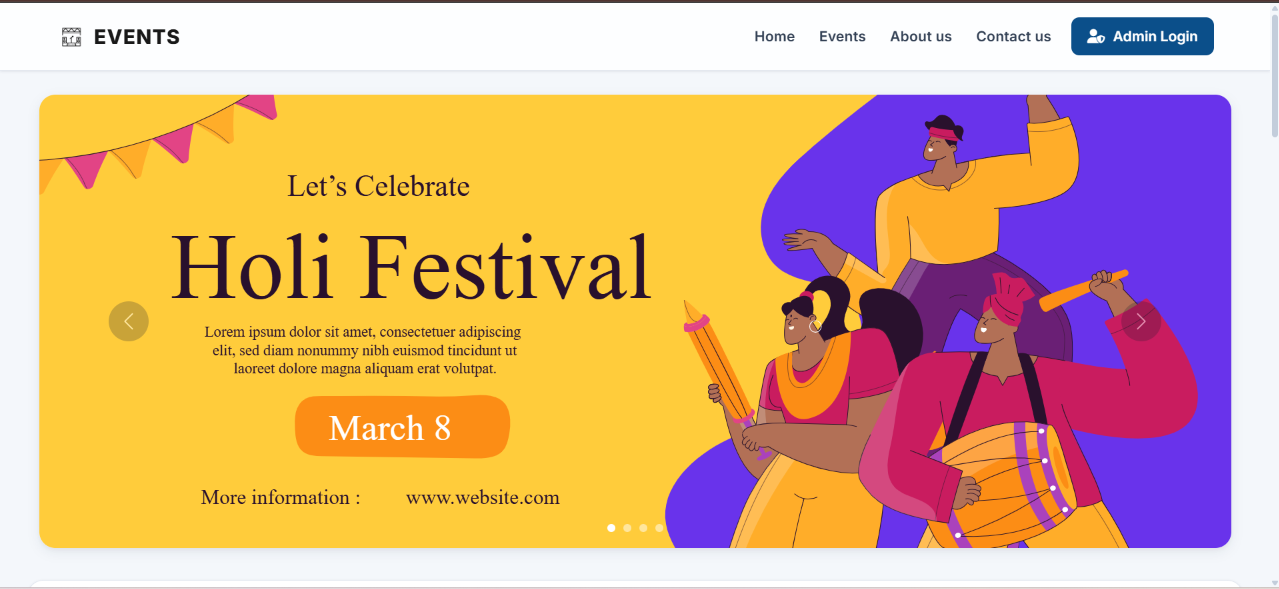 EVENTS
Home
Events
About us
Contact us
Admin Login
Let’s Celebrate
Holi Festival
Lorem ipsum dolor sit amet, consectetuer adipiscing
elit, sed diam nonummy nibh euismod tincidunt ut
laoreet dolore magna aliquam erat volutpat.
March 8
More information : www.website.com